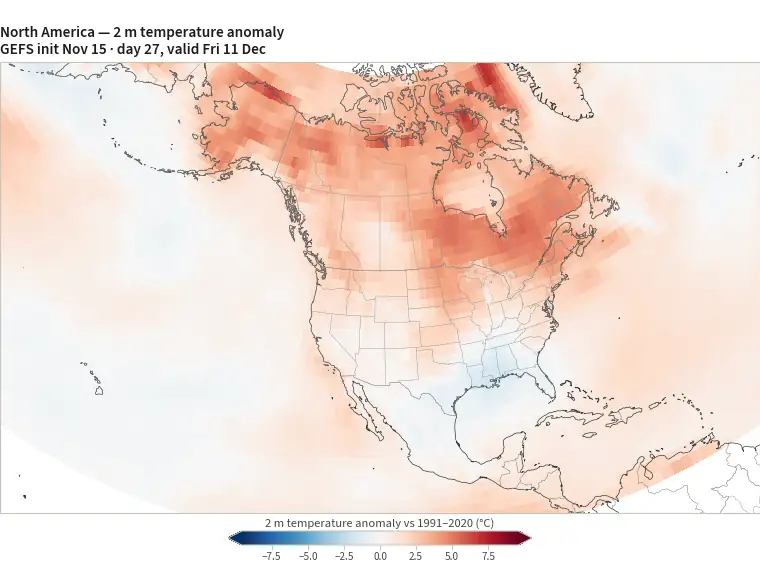 North America — 2 m temperature anomaly
GEFS init Nov 15 · day 27, valid Fri 11 Dec
2 m temperature anomaly vs 1991–2020 (°C)
−7.5 −5.0 −2.5 0.0 2.5 5.0 7.5